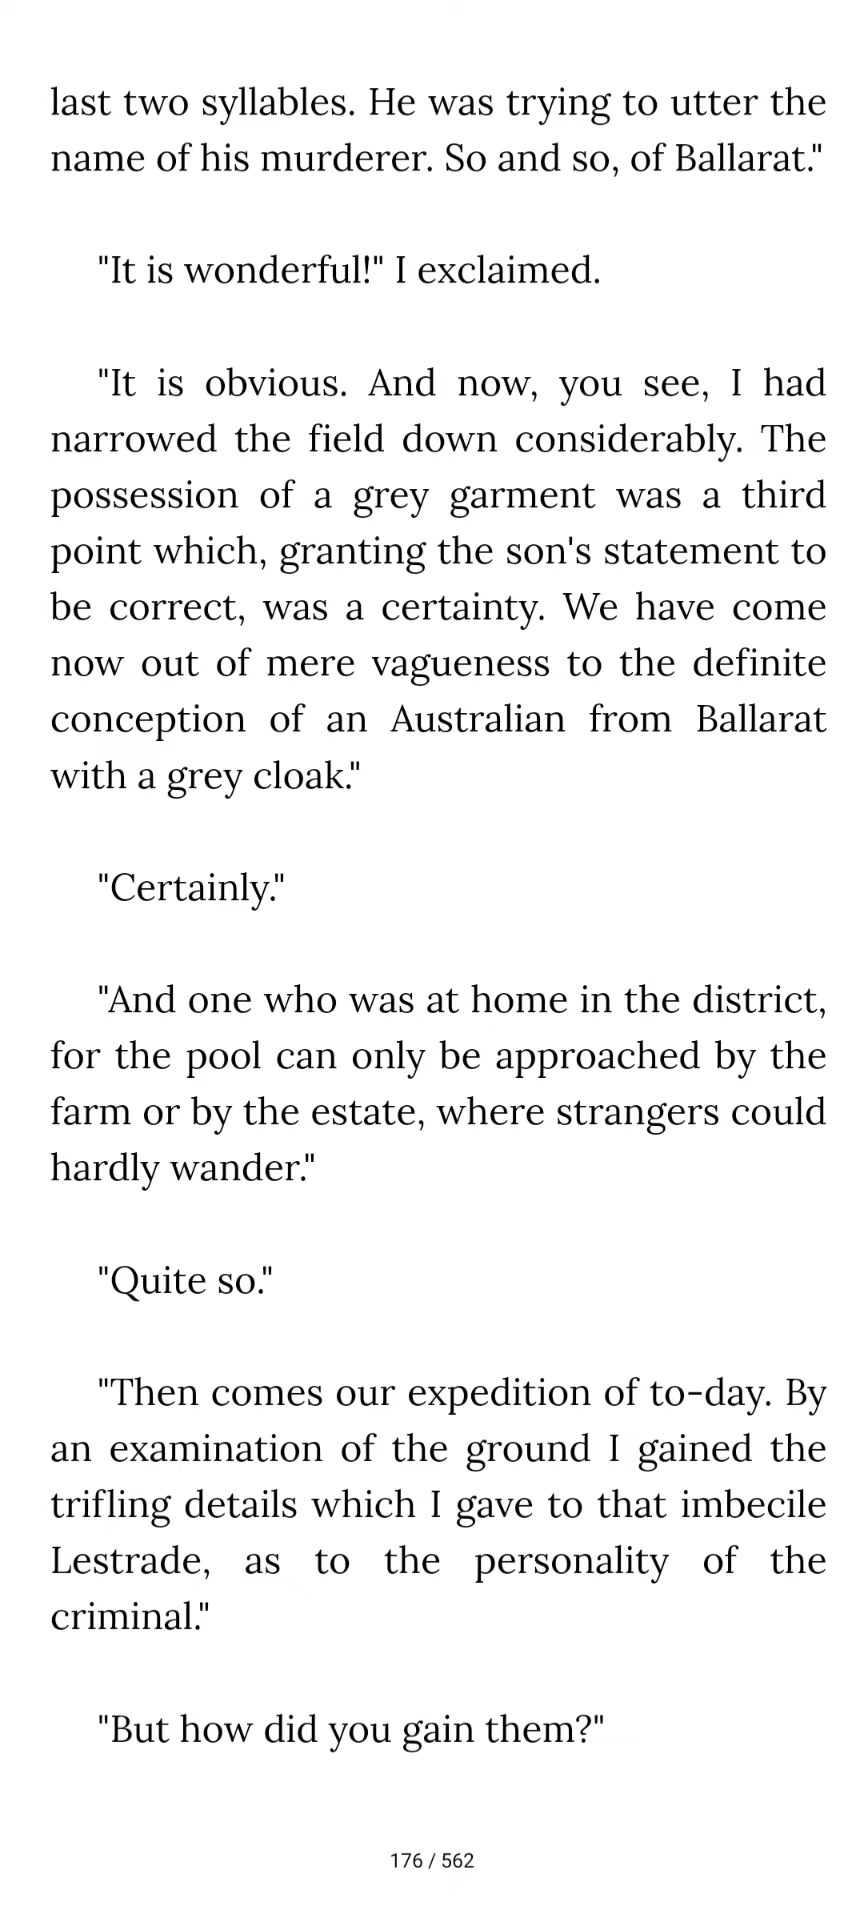 last two syllables. He was trying to utter the
name of his murderer. So and so, of Ballarat."
"It is wonderful!" I exclaimed.
"It is obvious. And now, you see, I had
narrowed the field down considerably. The
possession of a grey garment was a third
point which, granting the son's statement to
be correct, was a certainty. We have come
now out of mere vagueness to the definite
conception of an Australian from Ballarat
with a grey cloak."
"Certainly."
"And one who was at home in the district,
for the pool can only be approached by the
farm or by the estate, where strangers could
hardly wander."
"Quite so."
"Then comes our expedition of to-day. By
an examination of the ground I gained the
trifling details which I gave to that imbecile
Lestrade, as to the personality of the
criminal."
"But how did you gain them?"
176 / 562